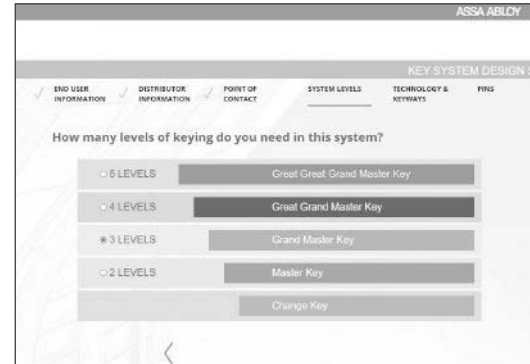 ASSA ABLOY
KEY SYSTEM DESIGN
END USER INFORMATION
DISTRIBUTOR INFORMATION
POINT OF CONTACT
SYSTEM LEVELS
TECHNOLOGY & KEYWAYS
PINS
How many levels of keying do you need in this system?
5 LEVELS Great Great Grand Master Key
4 LEVELS Great Grand Master Key
3 LEVELS Grand Master Key
2 LEVELS Master Key
Change Key